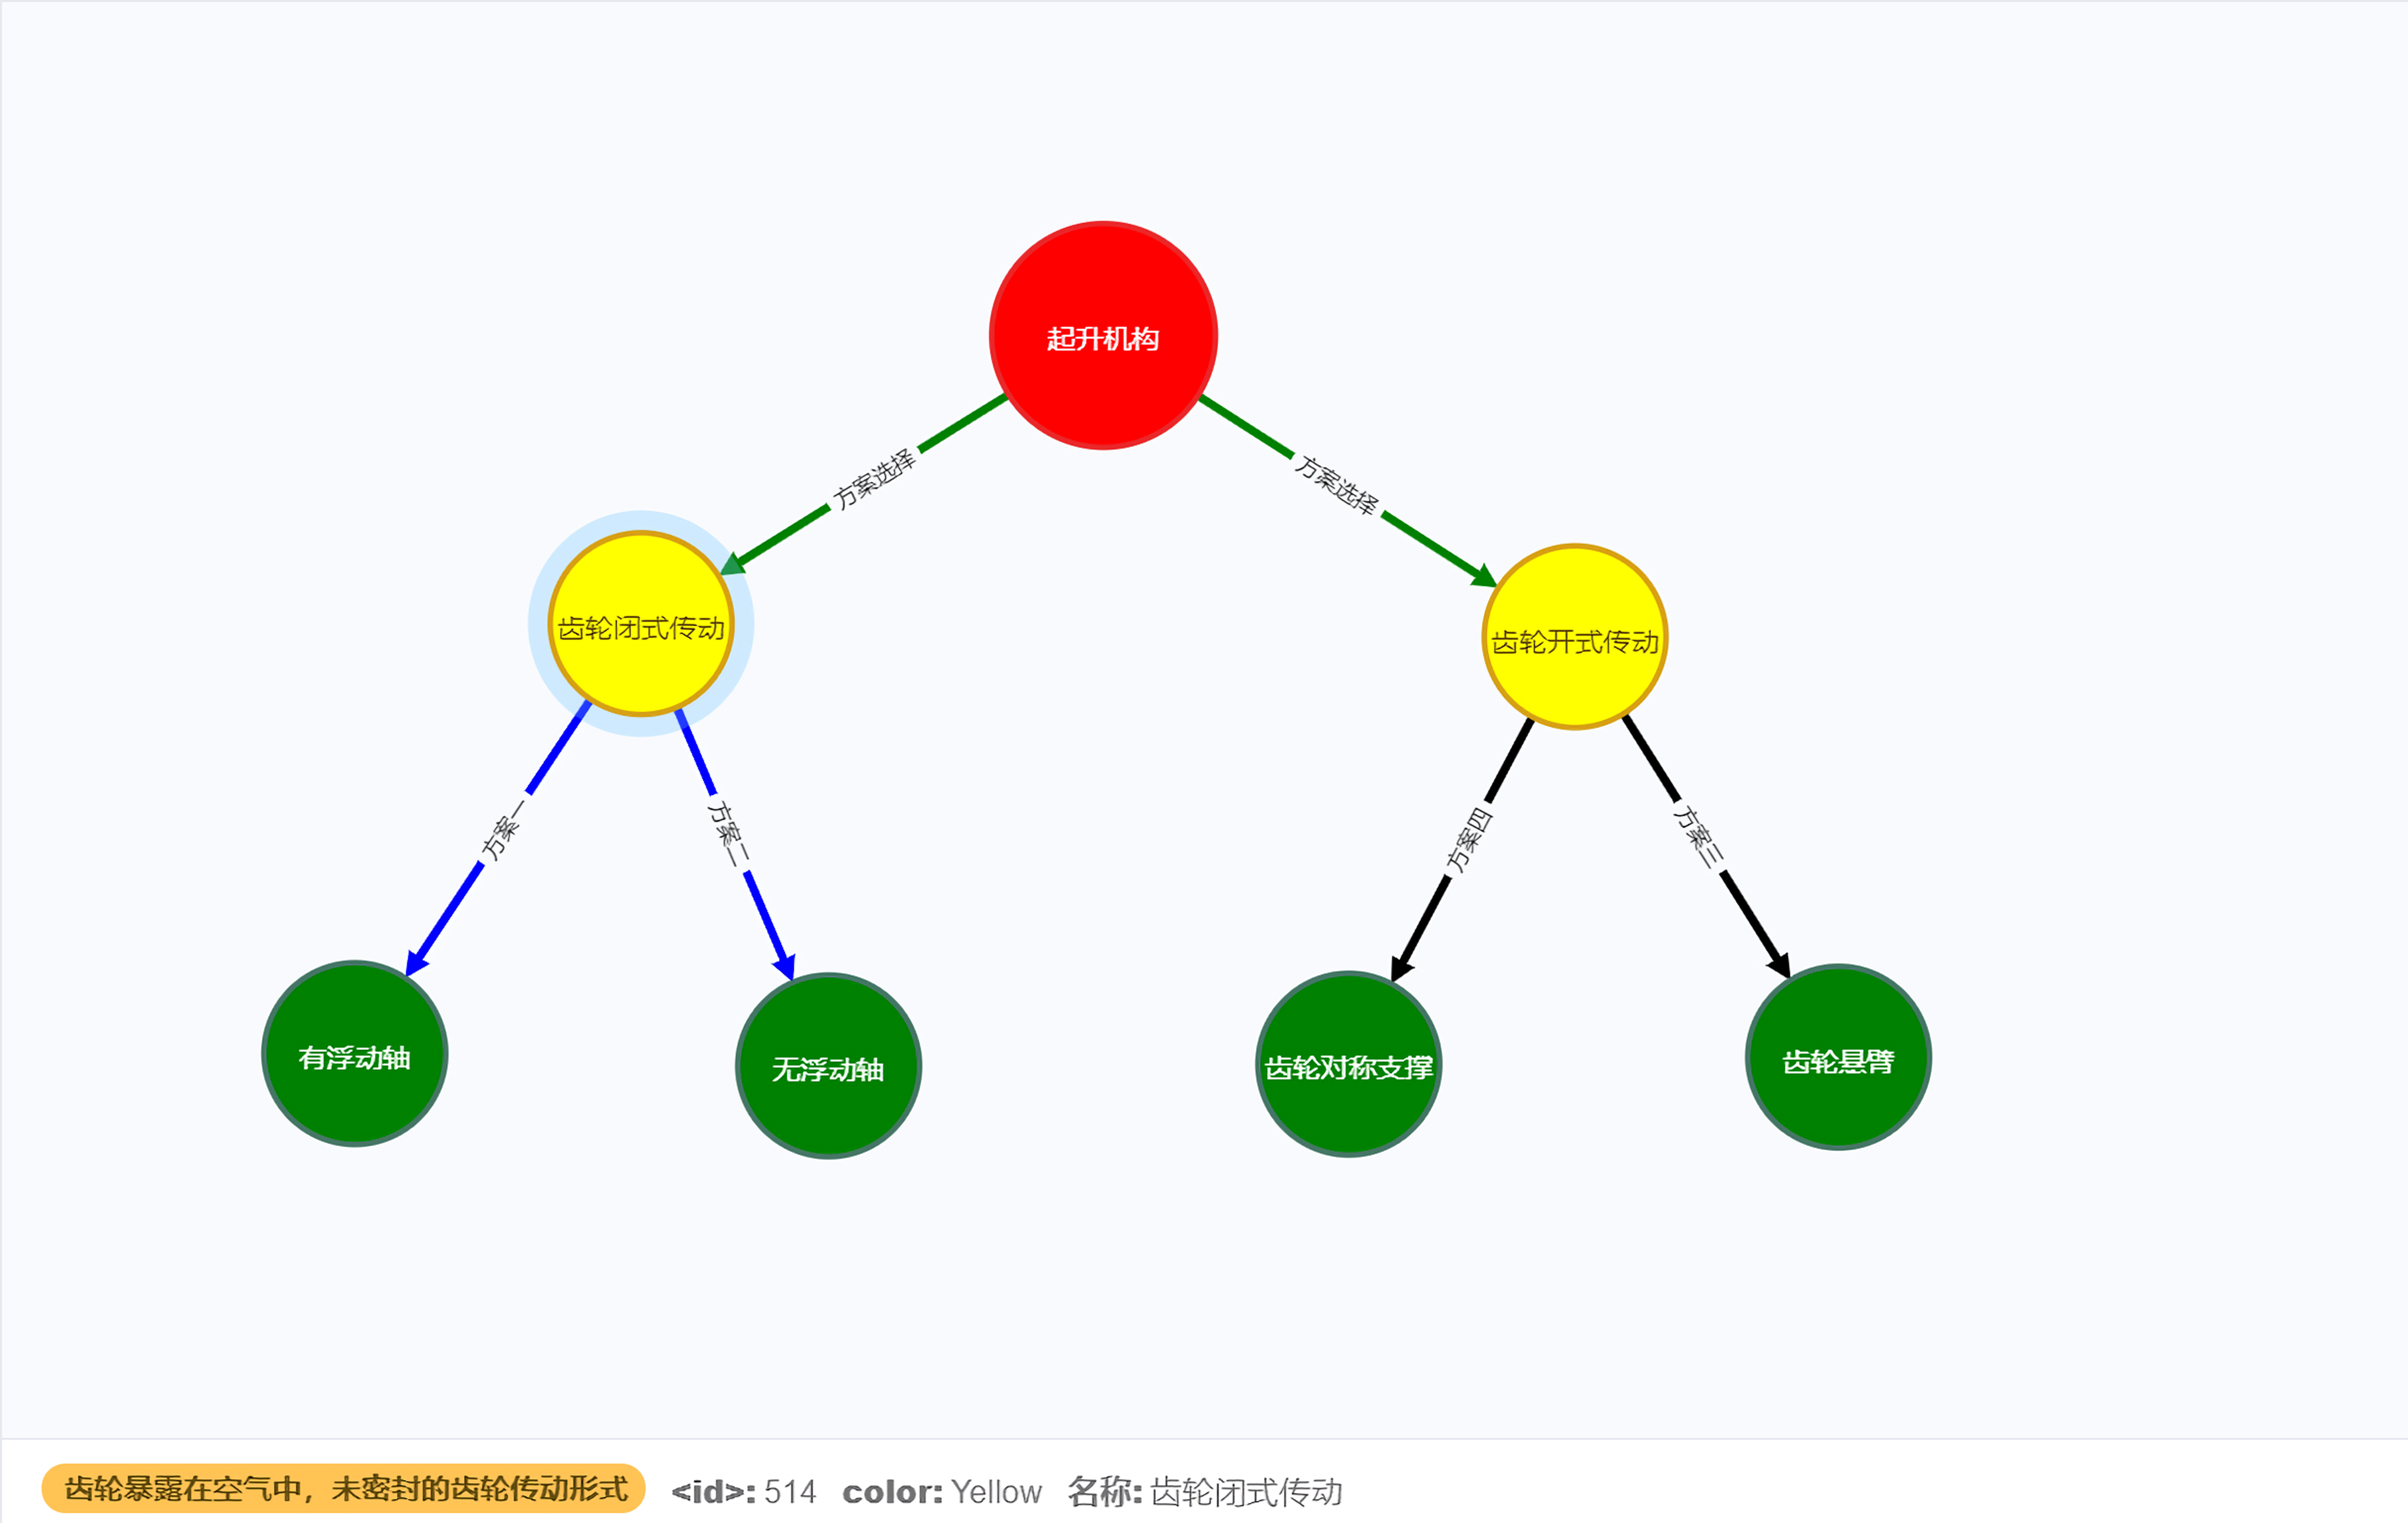 起升机构
方案选择
方案选择
齿轮闭式传动
齿轮开式传动
方案一
方案二
方案四
方案三
有浮动轴
无浮动轴
齿轮对称支撑
齿轮悬臂
齿轮暴露在空气中，未密封的齿轮传动形式 <id>: 514 color: Yellow 名称: 齿轮闭式传动